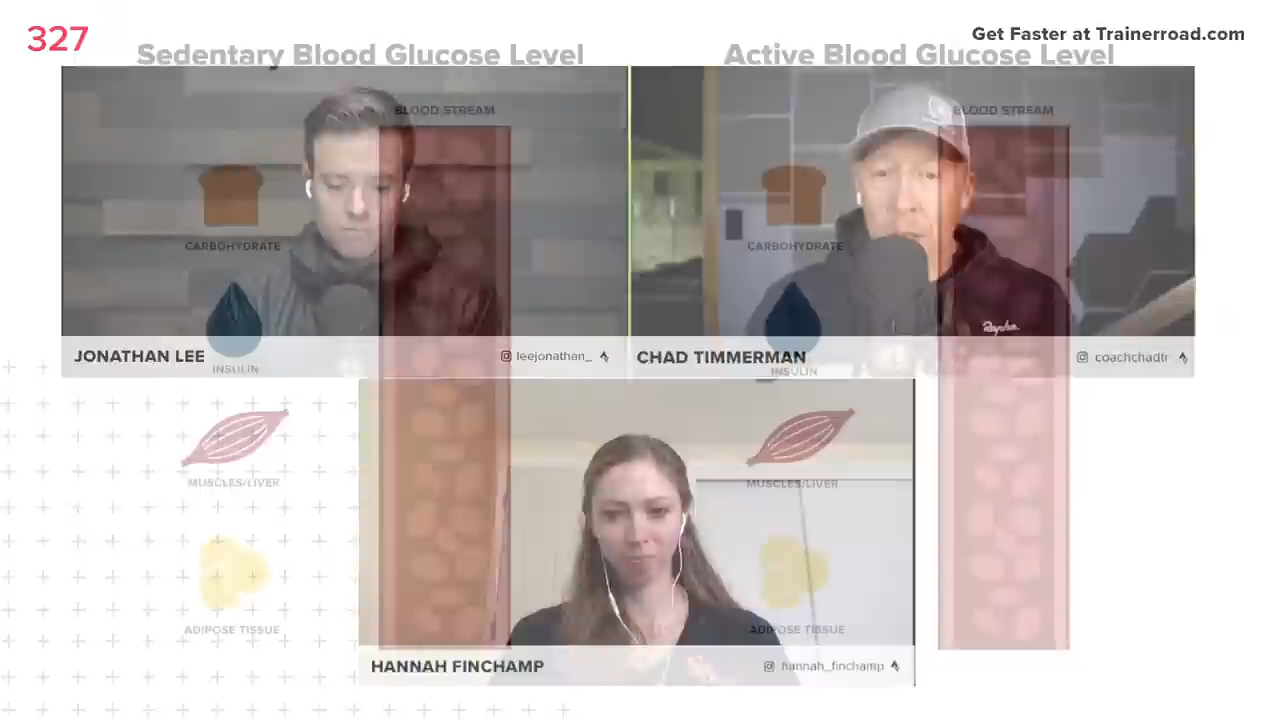 327
Get Faster at Trainerroad.com
Sedentary Blood Glucose Level
Active Blood Glucose Level
BLOOD STREAM
BLOOD STREAM
CARBOHYDRATE
CARBOHYDRATE
Rapha.
JONATHAN LEE
leejonathan_
CHAD TIMMERMAN
coachchadtr
INSULIN
INSULIN
MUSCLES/LIVER
MUSCLES/LIVER
ADIPOSE TISSUE
ADIPOSE TISSUE
HANNAH FINCHAMP
hannah_finchamp